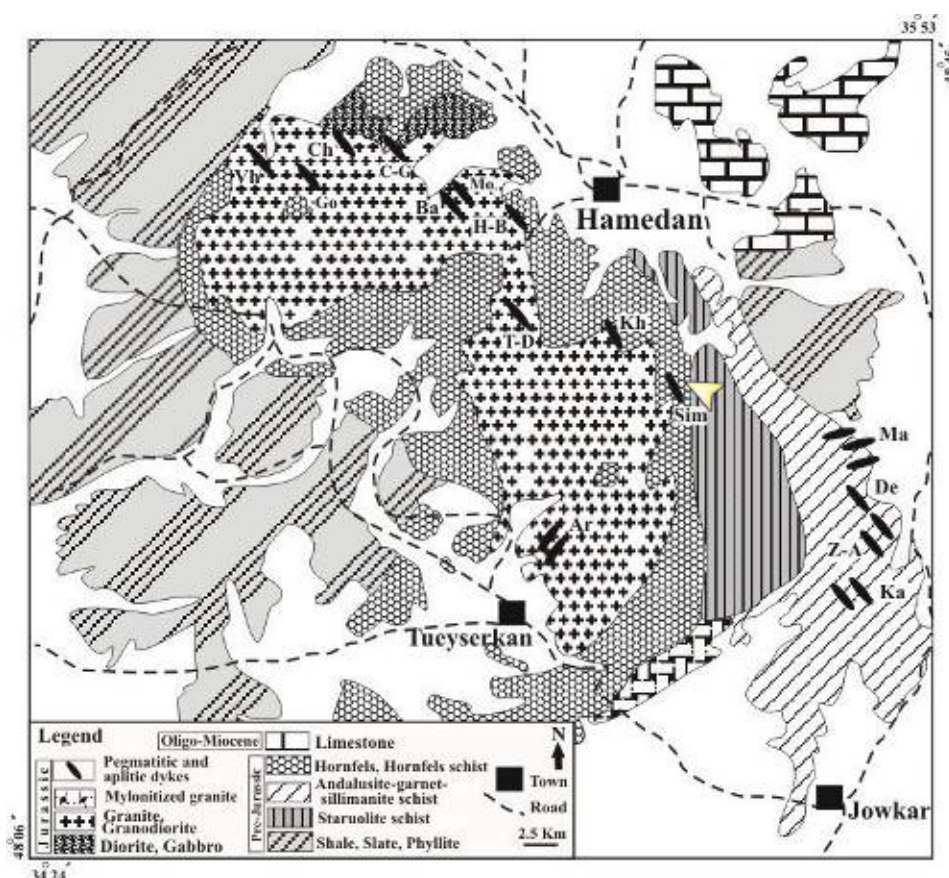 35 53
48° 45'
Ch
C-G
Vh
Go
Mo
Ba
H-B
Hamedan
T-D
Kh
Sim
Ma
De
Ar
Z-A
Ka
Tueyserkan
Jowkar
Legend
Jurassic
Pegmatitic and
aplitic dykes
Mylonitized granite
Granite,
Granodiorite
Diorite, Gabbro
Oligo-Miocene
Limestone
Pre-Jurassic
Hornfels, Hornfels schist
Andalusite-garnet-
sillimanite schist
Staruolite schist
Shale, Slate, Phyllite
N
Town
Road
2.5 Km
48° 06'
34 24